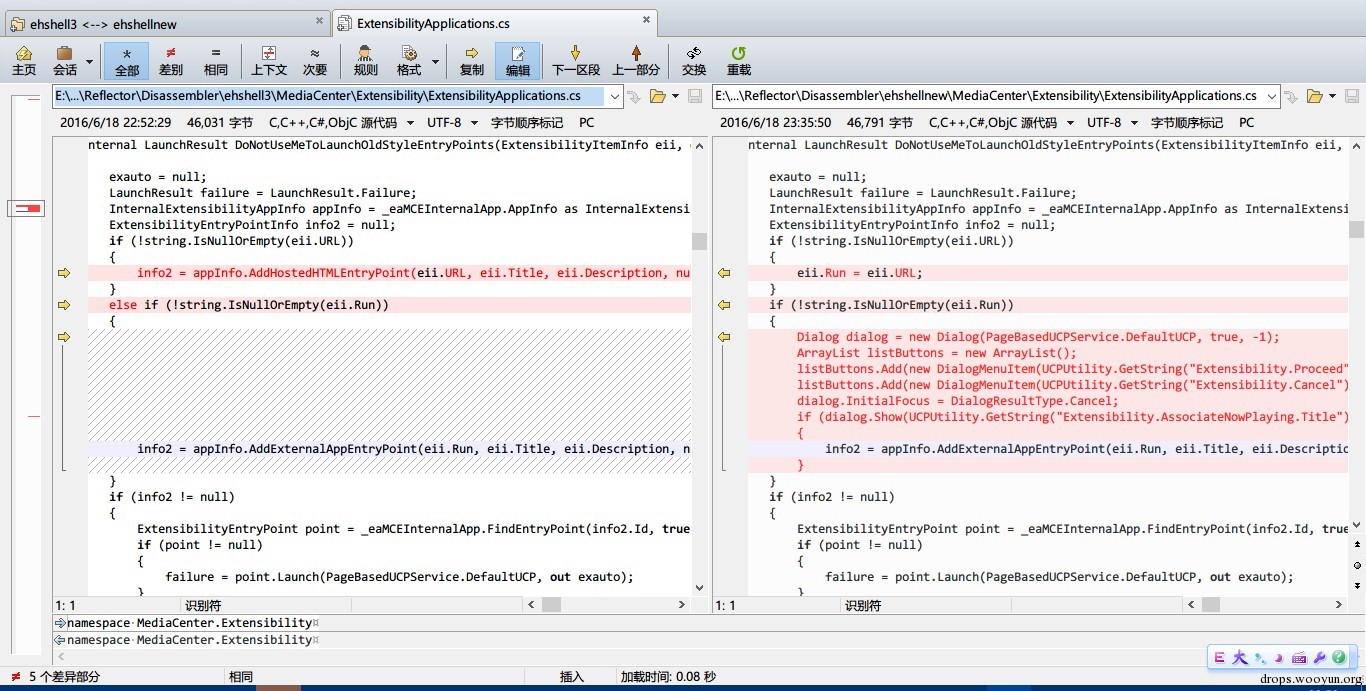 ehshell3 <--> ehshellnew
ExtensibilityApplications.cs
主页 会话 全部 差别 相同 上下文 次要 规则 格式 复制 编辑 下一区段 上一部分 交换 重载
E:\...\Reflector\Disassembler\ehshell3\MediaCenter\Extensibility\ExtensibilityApplications.cs
2016/6/18 22:52:29 46,031 字节 C,C++,C#,ObjC 源代码 UTF-8 字节顺序标记 PC
nternal LaunchResult DoNotUseMeToLaunchOldStyleEntryPoints(ExtensibilityItemInfo eii,
exauto = null;
LaunchResult failure = LaunchResult.Failure;
InternalExtensibilityAppInfo appInfo = _eaMCEInternalApp.AppInfo as InternalExtensi
ExtensibilityEntryPointInfo info2 = null;
if (!string.IsNullOrEmpty(eii.URL))
{
info2 = appInfo.AddHostedHTMLEntryPoint(eii.URL, eii.Title, eii.Description, nu
}
else if (!string.IsNullOrEmpty(eii.Run))
{
info2 = appInfo.AddExternalAppEntryPoint(eii.Run, eii.Title, eii.Description, n
}
if (info2 != null)
{
ExtensibilityEntryPoint point = _eaMCEInternalApp.FindEntryPoint(info2.Id, true
if (point != null)
{
failure = point.Launch(PageBasedUCPService.DefaultUCP, out exauto);
}
1: 1 识别符
E:\...\Reflector\Disassembler\ehshellnew\MediaCenter\Extensibility\ExtensibilityApplications.cs
2016/6/18 23:35:50 46,791 字节 C,C++,C#,ObjC 源代码 UTF-8 字节顺序标记 PC
nternal LaunchResult DoNotUseMeToLaunchOldStyleEntryPoints(ExtensibilityItemInfo eii,
exauto = null;
LaunchResult failure = LaunchResult.Failure;
InternalExtensibilityAppInfo appInfo = _eaMCEInternalApp.AppInfo as InternalExtensi
ExtensibilityEntryPointInfo info2 = null;
if (!string.IsNullOrEmpty(eii.URL))
{
eii.Run = eii.URL;
}
if (!string.IsNullOrEmpty(eii.Run))
{
Dialog dialog = new Dialog(PageBasedUCPService.DefaultUCP, true, -1);
ArrayList listButtons = new ArrayList();
listButtons.Add(new DialogMenuItem(UCPUtility.GetString("Extensibility.Proceed"
listButtons.Add(new DialogMenuItem(UCPUtility.GetString("Extensibility.Cancel")
dialog.InitialFocus = DialogResultType.Cancel;
if (dialog.Show(UCPUtility.GetString("Extensibility.AssociateNowPlaying.Title")
{
info2 = appInfo.AddExternalAppEntryPoint(eii.Run, eii.Title, eii.Descriptio
}
}
if (info2 != null)
{
ExtensibilityEntryPoint point = _eaMCEInternalApp.FindEntryPoint(info2.Id, true
if (point != null)
{
failure = point.Launch(PageBasedUCPService.DefaultUCP, out exauto);
}
1: 1 识别符
namespace·MediaCenter.Extensibility¤
namespace·MediaCenter.Extensibility¤
E 大
5 个差异部分 相同 插入 加载时间: 0.08 秒
drops.wooyun.org